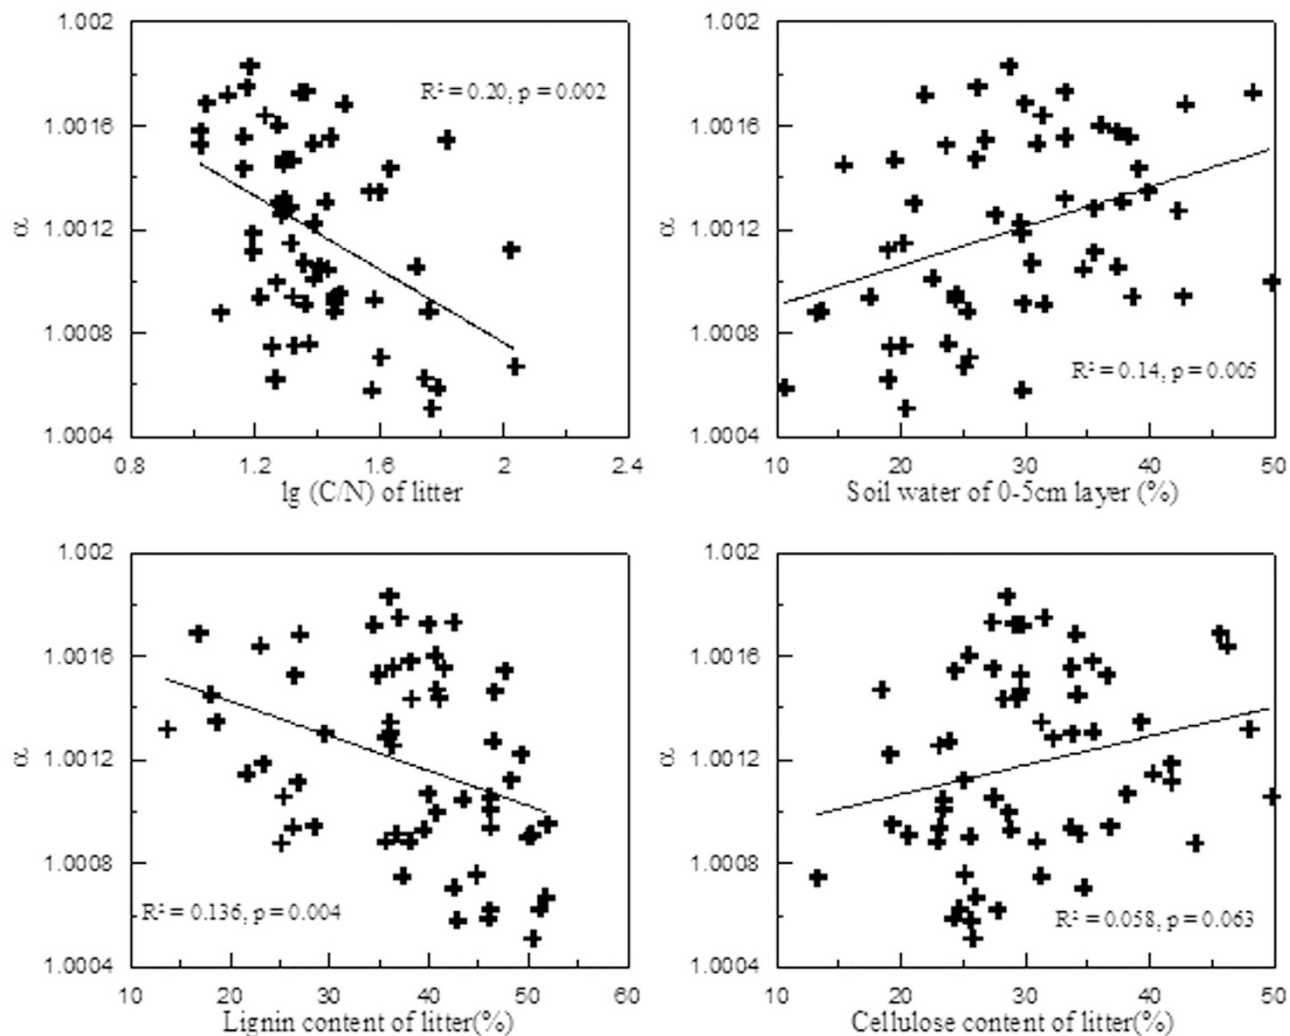 1.002
1.0016
1.0012
1.0008
1.0004
α
R² = 0.20, p = 0.002
0.8 1.2 1.6 2 2.4
lg (C/N) of litter
1.002
1.0016
1.0012
1.0008
1.0004
α
R² = 0.14, p = 0.005
10 20 30 40 50
Soil water of 0-5cm layer (%)
1.002
1.0016
1.0012
1.0008
1.0004
α
R² = 0.136, p = 0.004
10 20 30 40 50 60
Lignin content of litter(%)
1.002
1.0016
1.0012
1.0008
1.0004
α
R² = 0.058, p = 0.063
10 20 30 40 50
Cellulose content of litter(%)